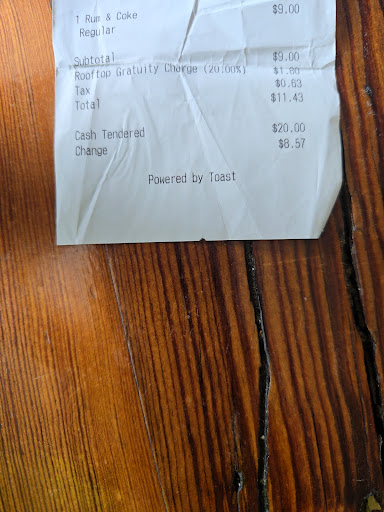 1 Rum & Coke $9.00
Regular
Subtotal $9.00
Rooftop Gratuity Charge (20.00%) $1.80
Tax $0.63
Total $11.43
Cash Tendered $20.00
Change $8.57
Powered by Toast